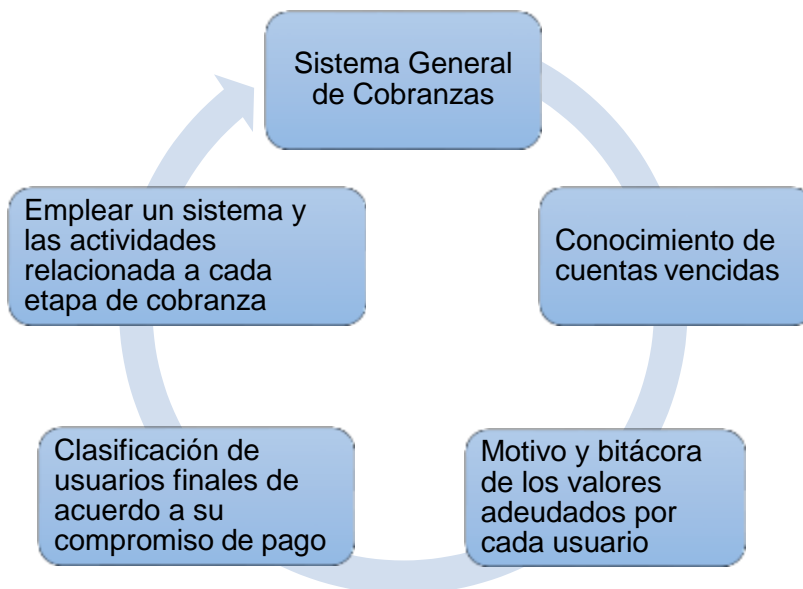 Sistema General
de Cobranzas
Conocimiento de
cuentas vencidas
Motivo y bitácora
de los valores
adeudados por
cada usuario
Clasificación de
usuarios finales de
acuerdo a su
compromiso de pago
Emplear un sistema y
las actividades
relacionada a cada
etapa de cobranza